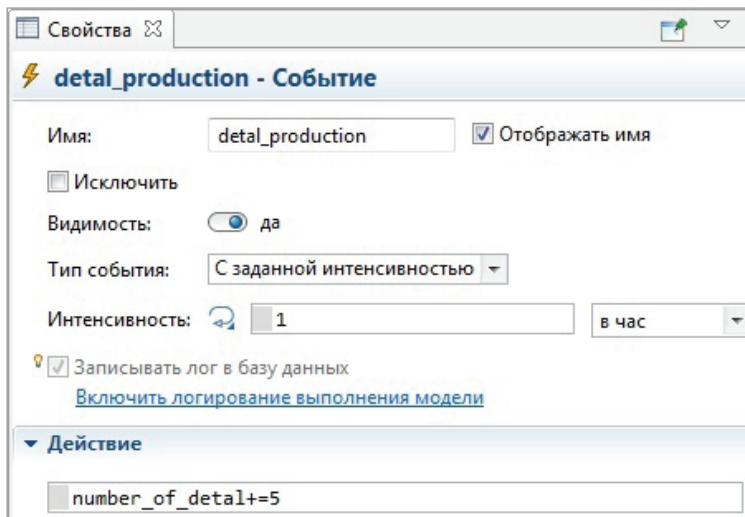 Свойства
detal_production - Событие
Имя: detal_production Отображать имя
Исключить
Видимость: да
Тип события: С заданной интенсивностью
Интенсивность: 1 в час
Записывать лог в базу данных
Включить логирование выполнения модели
Действие
number_of_detal+=5